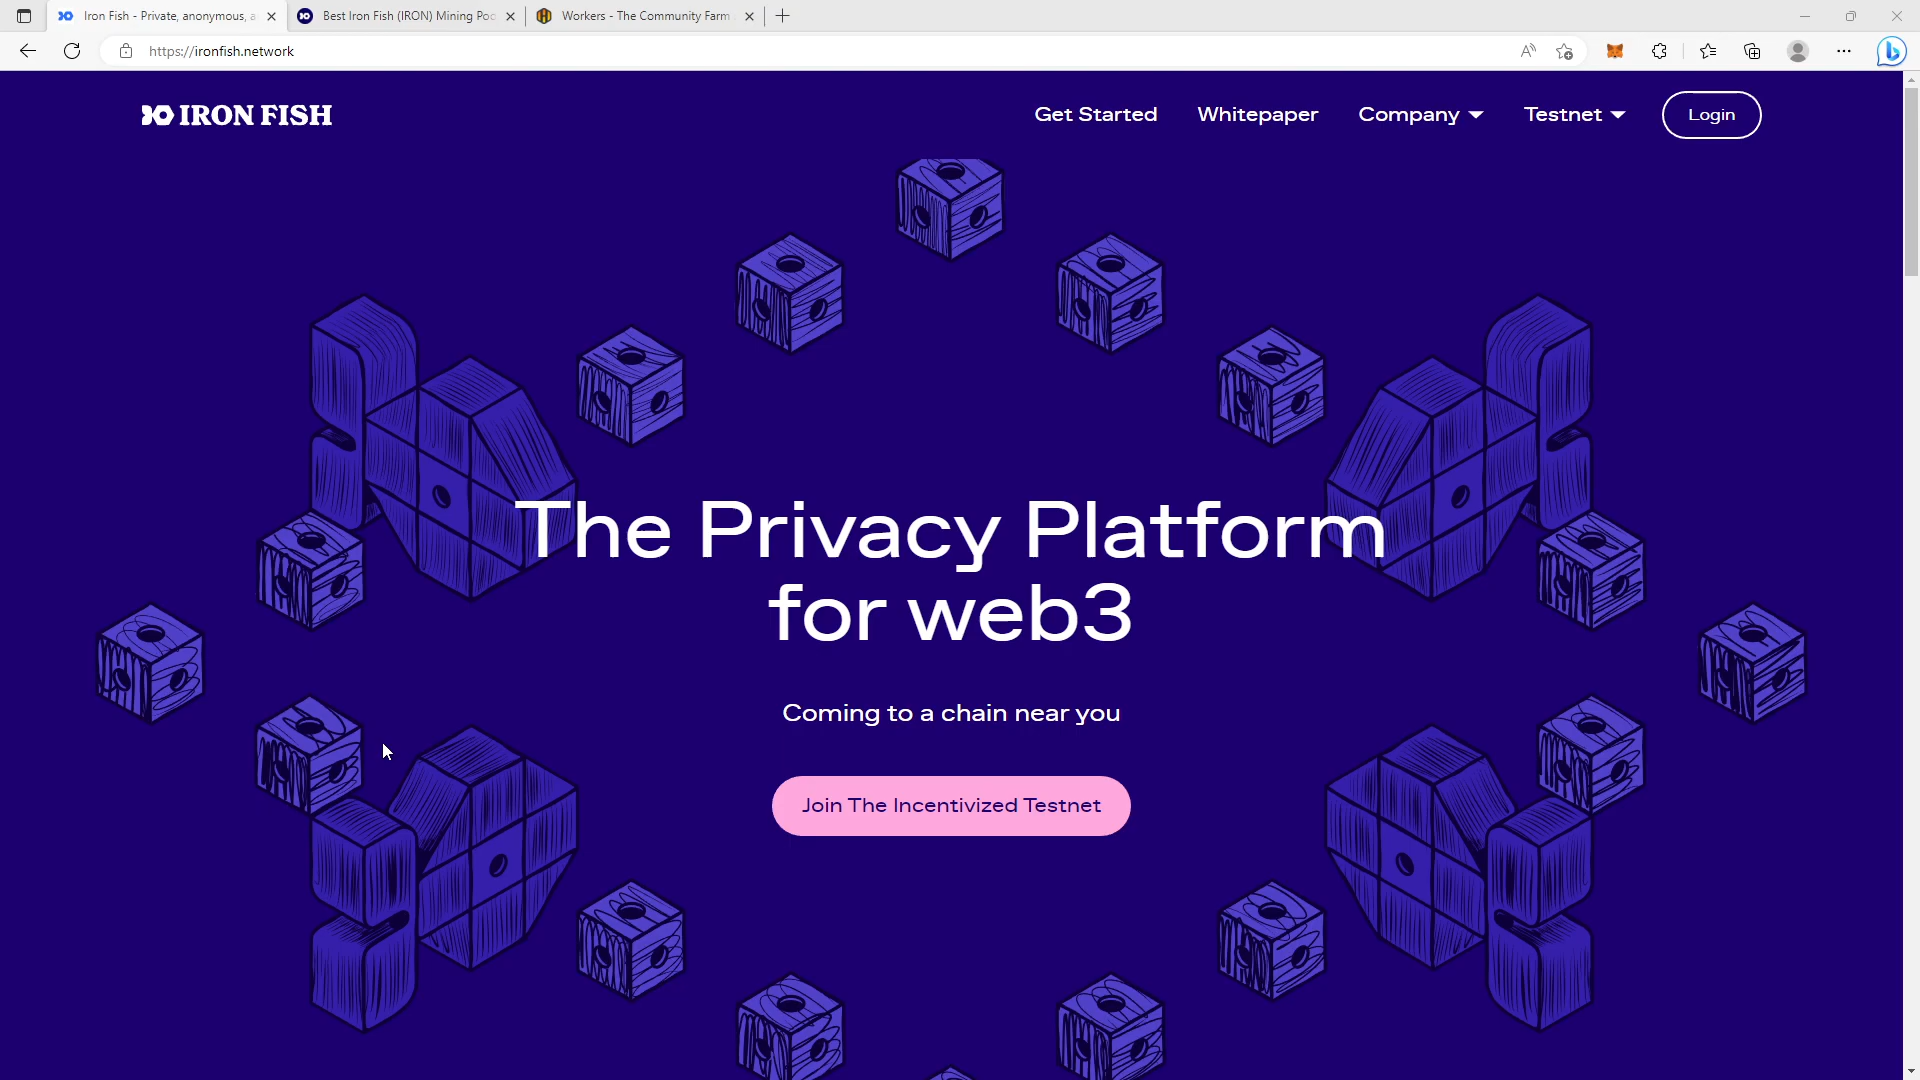 Iron Fish - Private, anonymous, a
Best Iron Fish (IRON) Mining Poo
Workers - The Community Farm
https://ironfish.network
IRON FISH
Get Started
Whitepaper
Company
Testnet
Login
The Privacy Platform
for web3
Coming to a chain near you
Join The Incentivized Testnet